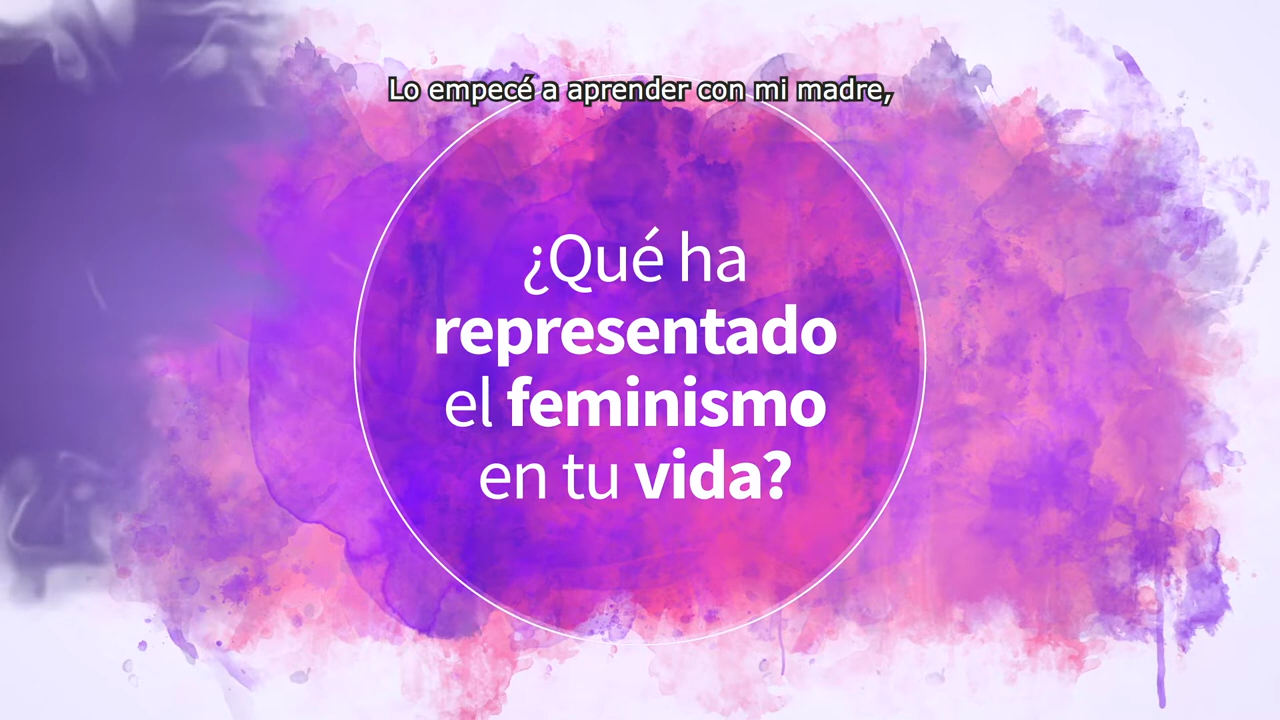 Lo empecé a aprender con mi madre,
¿Qué ha
representado
el feminismo
en tu vida?